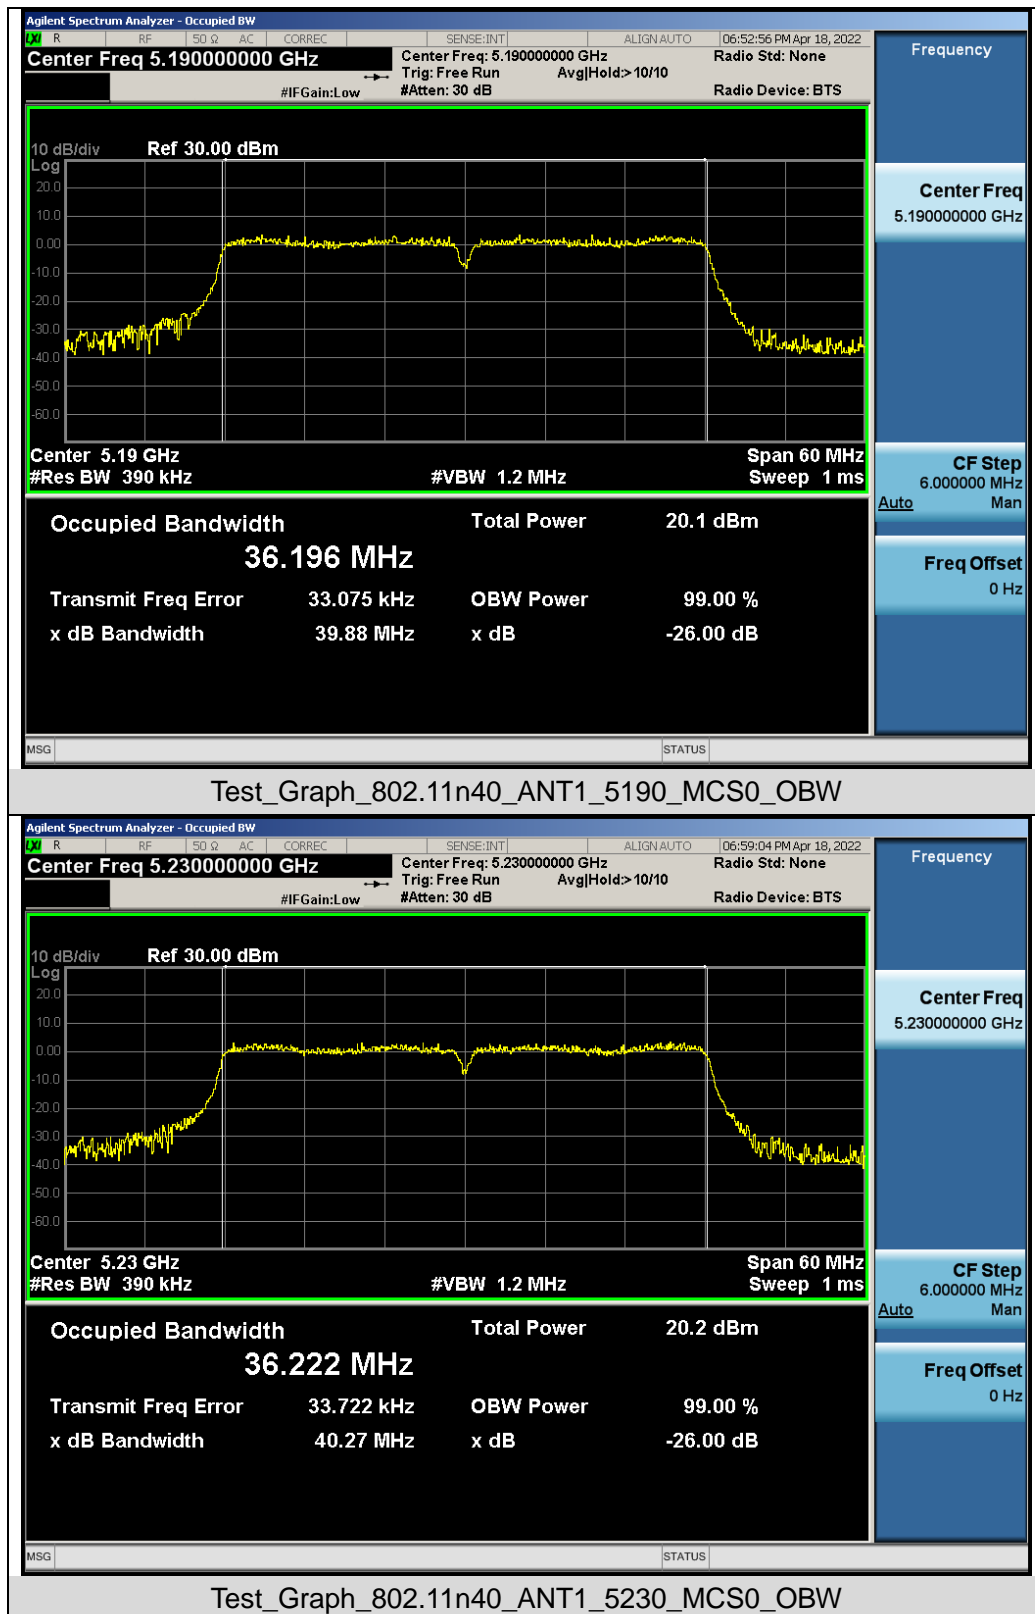 Agilent Spectrum Analyzer - Occupied BW
LXI R RF 50 Ω AC CORREC SENSE:INT ALIGN AUTO 06:52:56 PM Apr 18, 2022
Center Freq 5.190000000 GHz
Center Freq: 5.190000000 GHz Radio Std: None
Trig: Free Run Avg|Hold:> 10/10
#IFGain:Low #Atten: 30 dB Radio Device: BTS
Frequency
10 dB/div Ref 30.00 dBm
Log
20.0
10.0
0.00
-10.0
-20.0
-30.0
-40.0
-50.0
-60.0
Center 5.19 GHz Span 60 MHz
#Res BW 390 kHz #VBW 1.2 MHz Sweep 1 ms
Center Freq
5.190000000 GHz
CF Step
6.000000 MHz
Auto Man
Freq Offset
0 Hz
Occupied Bandwidth Total Power 20.1 dBm
36.196 MHz
Transmit Freq Error 33.075 kHz OBW Power 99.00 %
x dB Bandwidth 39.88 MHz x dB -26.00 dB
MSG STATUS
Test_Graph_802.11n40_ANT1_5190_MCS0_OBW
Agilent Spectrum Analyzer - Occupied BW
LXI R RF 50 Ω AC CORREC SENSE:INT ALIGN AUTO 06:59:04 PM Apr 18, 2022
Center Freq 5.230000000 GHz
Center Freq: 5.230000000 GHz Radio Std: None
Trig: Free Run Avg|Hold:> 10/10
#IFGain:Low #Atten: 30 dB Radio Device: BTS
Frequency
10 dB/div Ref 30.00 dBm
Log
20.0
10.0
0.00
-10.0
-20.0
-30.0
-40.0
-50.0
-60.0
Center 5.23 GHz Span 60 MHz
#Res BW 390 kHz #VBW 1.2 MHz Sweep 1 ms
Center Freq
5.230000000 GHz
CF Step
6.000000 MHz
Auto Man
Freq Offset
0 Hz
Occupied Bandwidth Total Power 20.2 dBm
36.222 MHz
Transmit Freq Error 33.722 kHz OBW Power 99.00 %
x dB Bandwidth 40.27 MHz x dB -26.00 dB
MSG STATUS
Test_Graph_802.11n40_ANT1_5230_MCS0_OBW